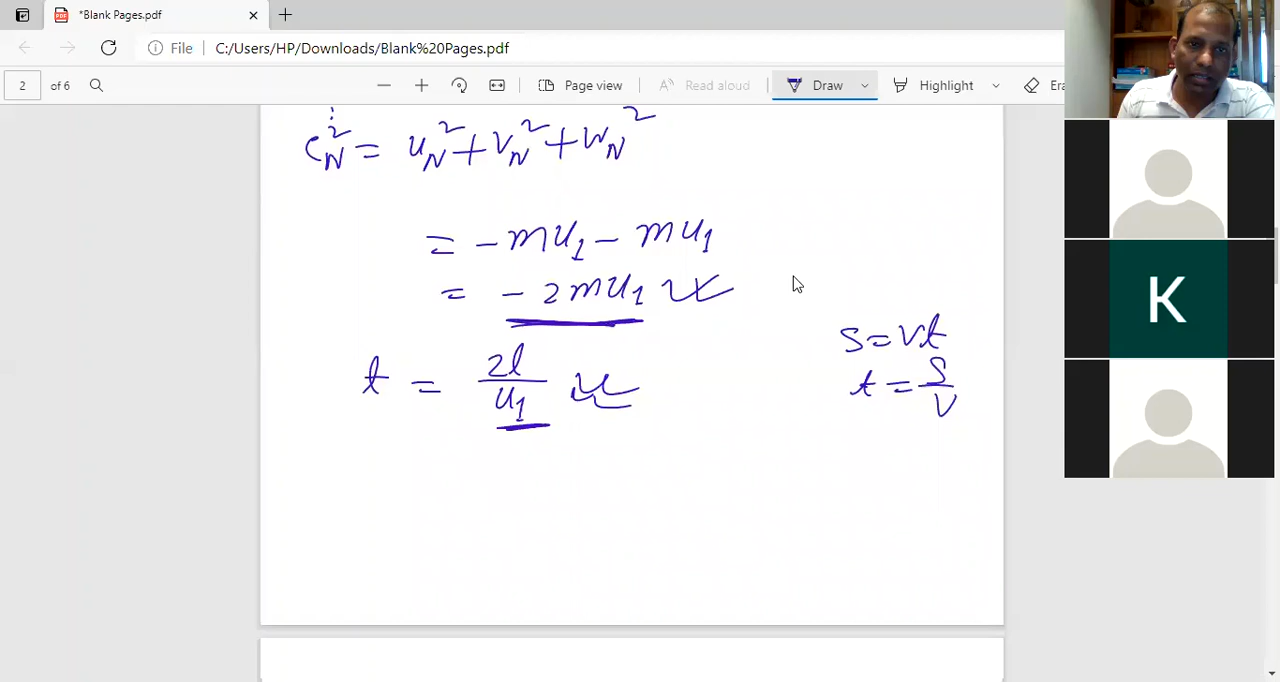 *Blank Pages.pdf
File C:/Users/HP/Downloads/Blank%20Pages.pdf
2 of 6 Page view Read aloud Draw Highlight Era
⋮
C_N^2 = u_N^2 + v_N^2 + w_N^2
= -mu_1 - mu_1
= -2mu_1
s = vt
t = 2l/u_1
t = s/v
K